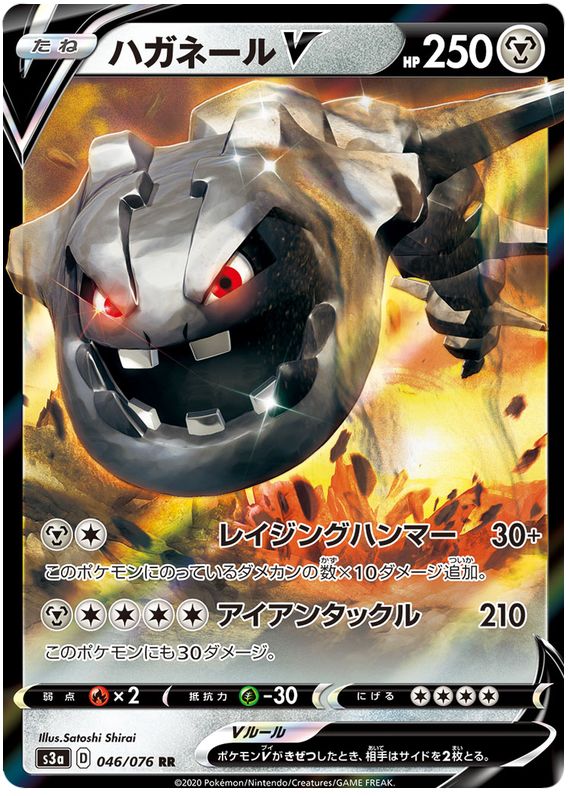 たね ハガネールV HP250
レイジングハンマー 30+
このポケモンにのっているダメカンの数×10ダメージ追加。
アイアンタックル 210
このポケモンにも30ダメージ。
弱点 ×2 抵抗力 -30 にげる
Illus.Satoshi Shirai
Vルール
s3a D 046/076 RR
ポケモンVがきぜつしたとき、相手はサイドを2枚とる。
©2020 Pokémon/Nintendo/Creatures/GAME FREAK.